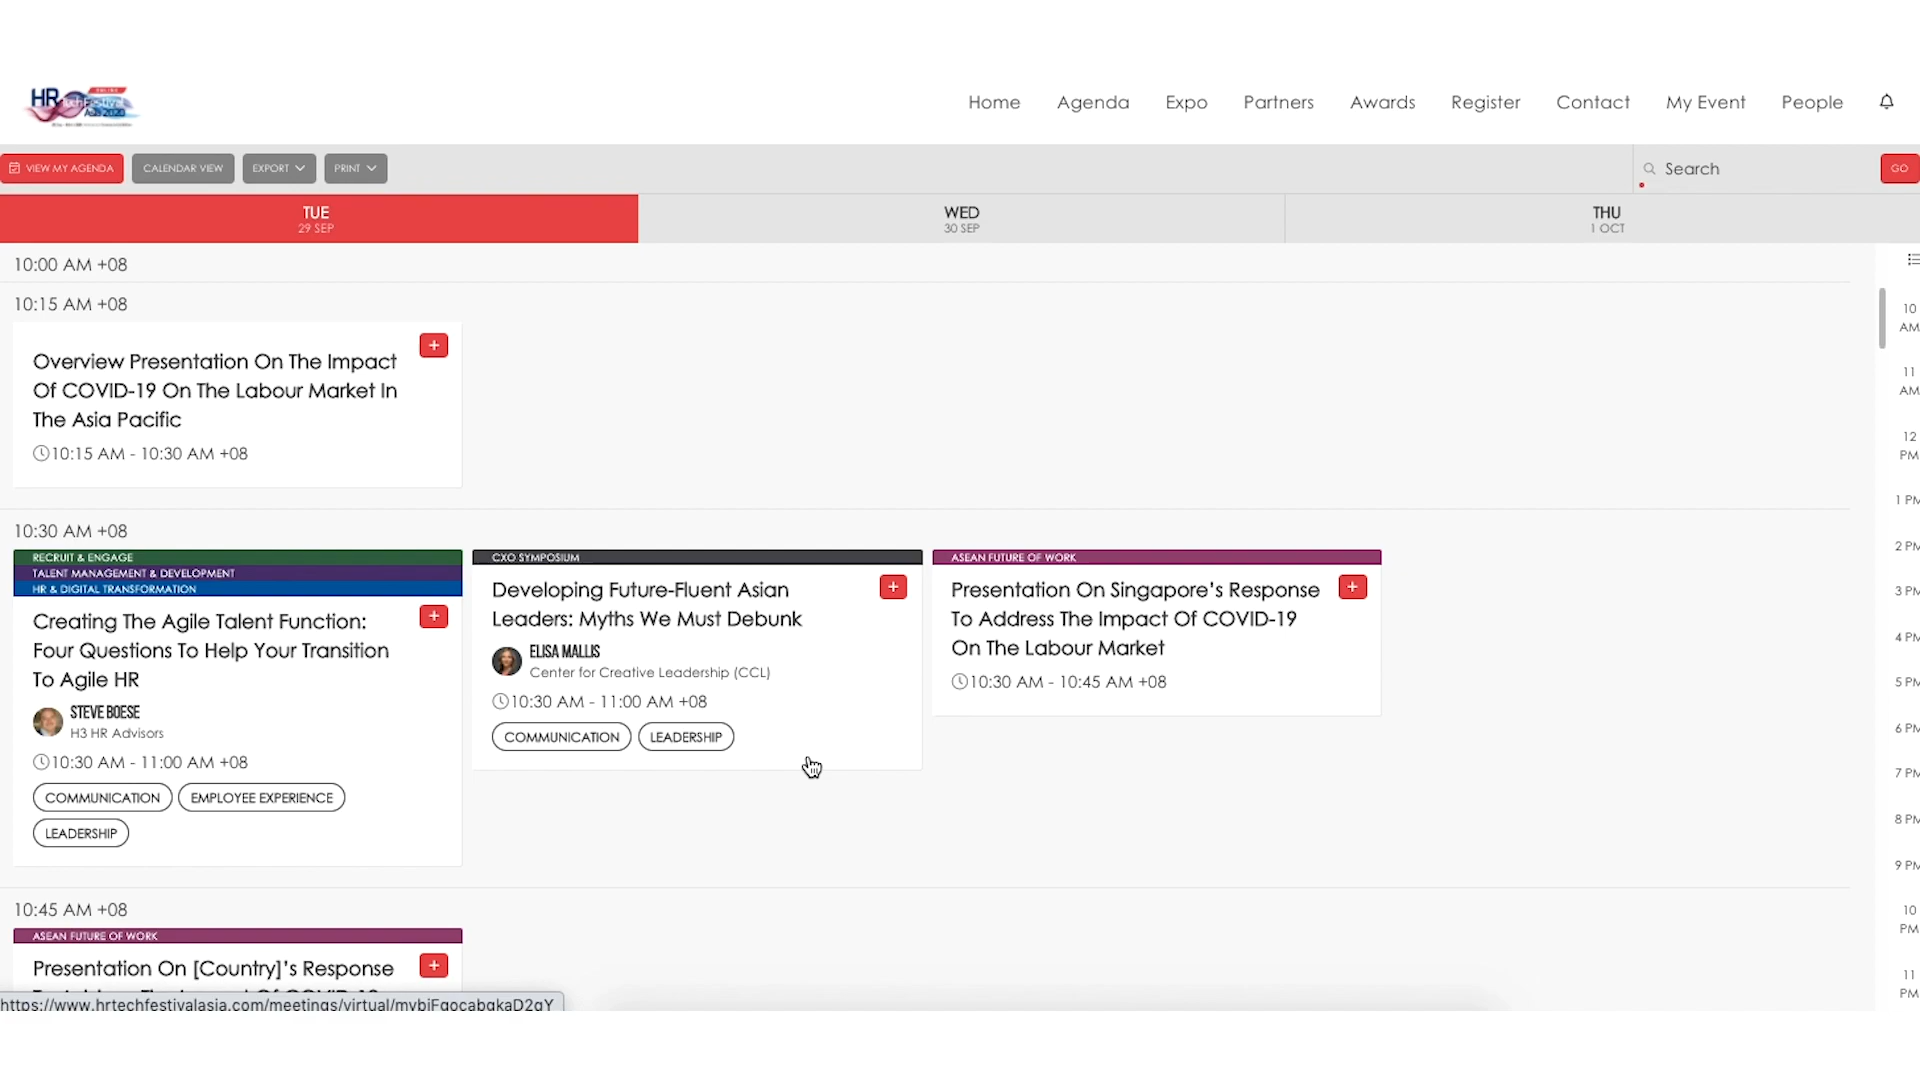 HR
Home Agenda Expo Partners Awards Register Contact My Event People
VIEW MY AGENDA CALENDAR VIEW EXPORT PRINT Search GO
TUE
29 SEP
WED
30 SEP
THU
1 OCT
10:00 AM +08
10:15 AM +08
Overview Presentation On The Impact
Of COVID-19 On The Labour Market In
The Asia Pacific
10:15 AM - 10:30 AM +08
10:30 AM +08
RECRUIT & ENGAGE
TALENT MANAGEMENT & DEVELOPMENT
HR & DIGITAL TRANSFORMATION
Creating The Agile Talent Function:
Four Questions To Help Your Transition
To Agile HR
STEVE BOESE
H3 HR Advisors
10:30 AM - 11:00 AM +08
COMMUNICATION EMPLOYEE EXPERIENCE
LEADERSHIP
CXO SYMPOSIUM
Developing Future-Fluent Asian
Leaders: Myths We Must Debunk
ELISA MALLIS
Center for Creative Leadership (CCL)
10:30 AM - 11:00 AM +08
COMMUNICATION LEADERSHIP
ASEAN FUTURE OF WORK
Presentation On Singapore's Response
To Address The Impact Of COVID-19
On The Labour Market
10:30 AM - 10:45 AM +08
10:45 AM +08
ASEAN FUTURE OF WORK
Presentation On [Country]'s Response
10
AM
11
AM
12
PM
1 PM
2 PM
3 PM
4 PM
5 PM
6 PM
7 PM
8 PM
9 PM
10
PM
11
PM